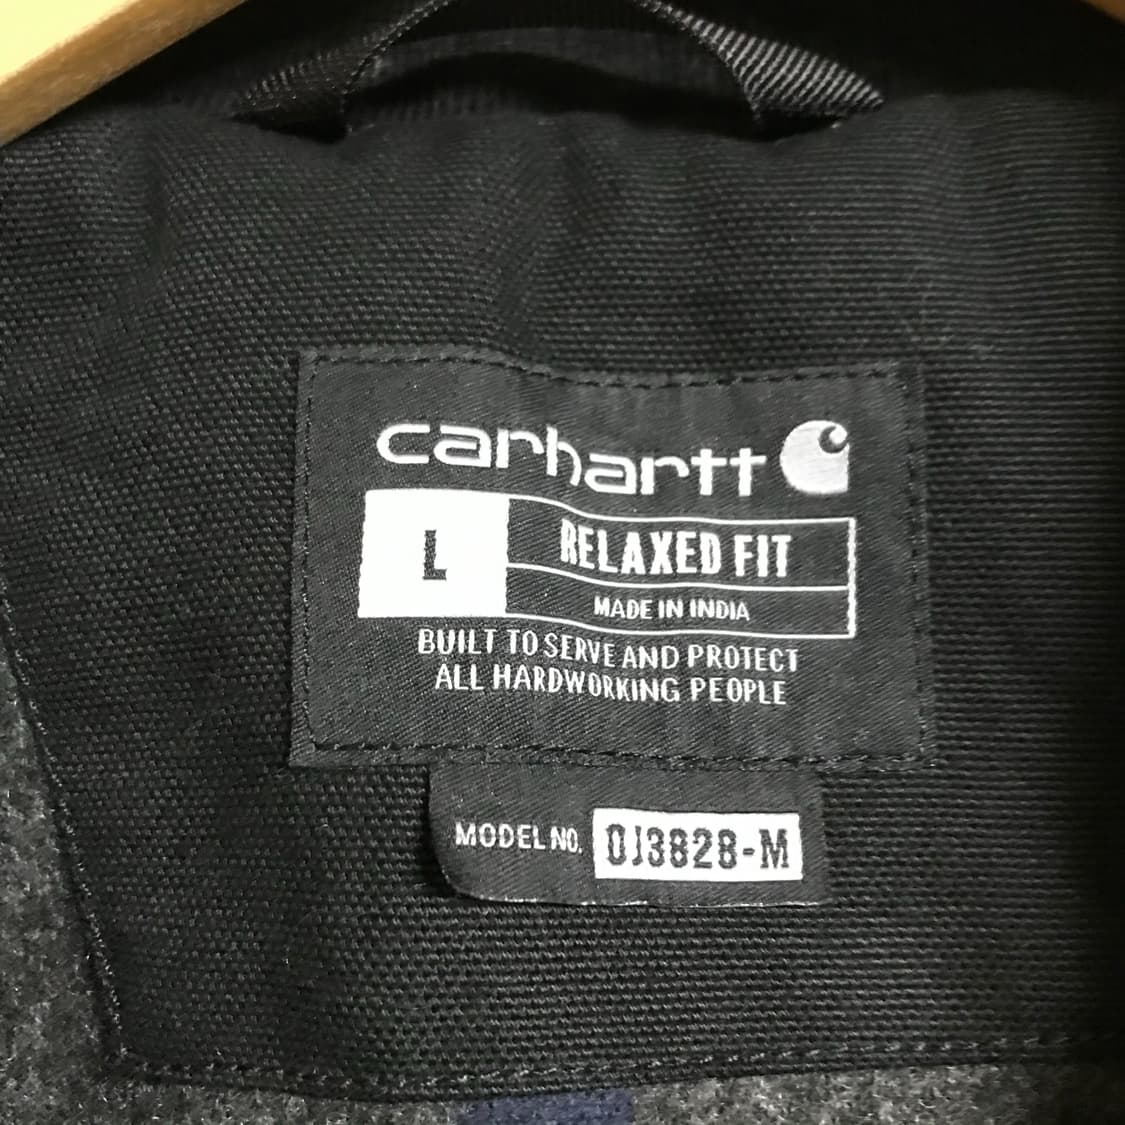 carhartt
L
RELAXED FIT
MADE IN INDIA
BUILT TO SERVE AND PROTECT
ALL HARDWORKING PEOPLE
MODEL NO. OJ3828-M